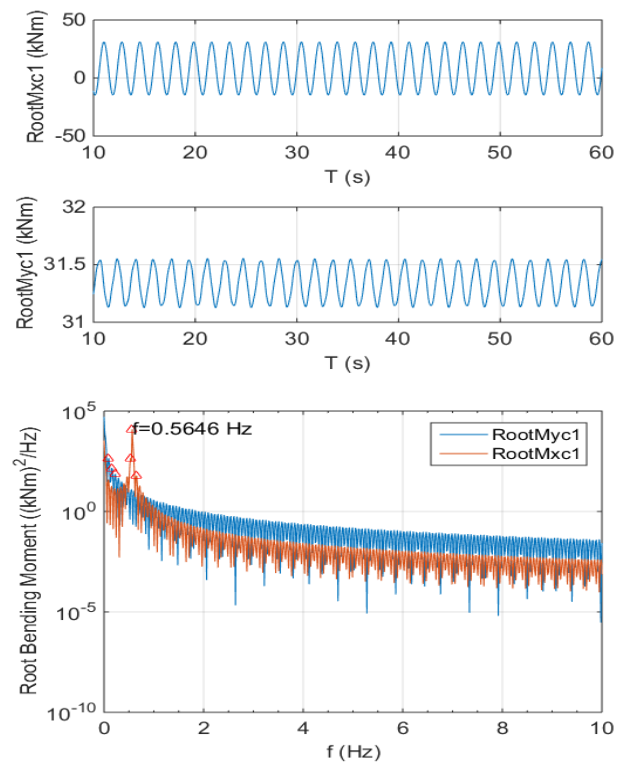 50
0
-50
RootMxc1 (kNm)
10 20 30 40 50 60
T (s)
32
31.5
31
RootMyc1 (kNm)
10 20 30 40 50 60
T (s)
10^5
10^0
10^-5
10^-10
Root Bending Moment ((kNm)^2/Hz)
f=0.5646 Hz
RootMyc1
RootMxc1
0 2 4 6 8 10
f (Hz)